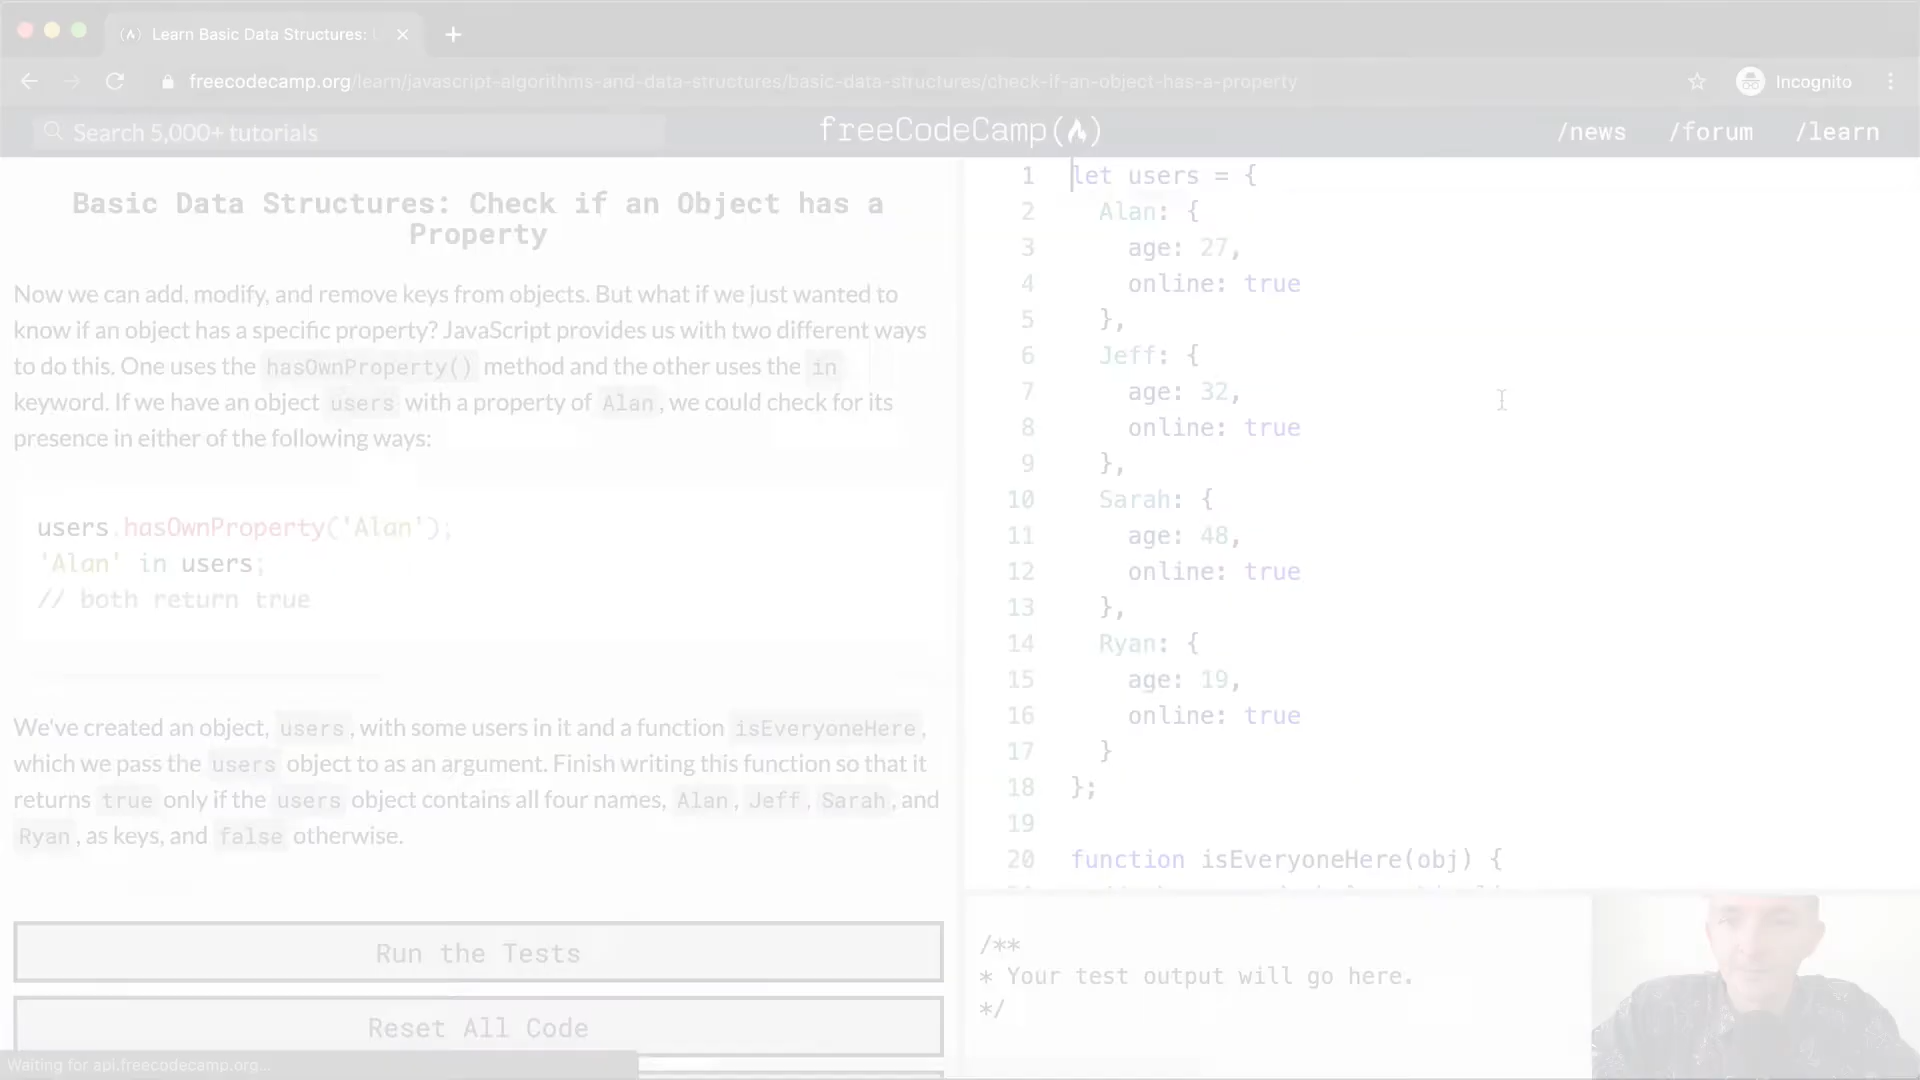 Learn Basic Data Structures:
freecodecamp.org/learn/javascript-algorithms-and-data-structures/basic-data-structures/check-if-an-object-has-a-property
Incognito
Search 5,000+ tutorials
freeCodeCamp(
)
/news
/forum
/learn
Basic Data Structures: Check if an Object has a
Property
Now we can add, modify, and remove keys from objects. But what if we just wanted to
know if an object has a specific property? JavaScript provides us with two different ways
to do this. One uses the hasOwnProperty() method and the other uses the in
keyword. If we have an object users with a property of Alan, we could check for its
presence in either of the following ways:
users.hasOwnProperty('Alan');
'Alan' in users;
// both return true
We've created an object, users, with some users in it and a function isEveryoneHere,
which we pass the users object to as an argument. Finish writing this function so that it
returns true only if the users object contains all four names, Alan, Jeff, Sarah, and
Ryan, as keys, and false otherwise.
Run the Tests
Reset All Code
Waiting for api.freecodecamp.org...
1 let users = {
2 Alan: {
3 age: 27,
4 online: true
5 },
6 Jeff: {
7 age: 32,
8 online: true
9 },
10 Sarah: {
11 age: 48,
12 online: true
13 },
14 Ryan: {
15 age: 19,
16 online: true
17 }
18 };
19
20 function isEveryoneHere(obj) {
/**
* Your test output will go here.
*/